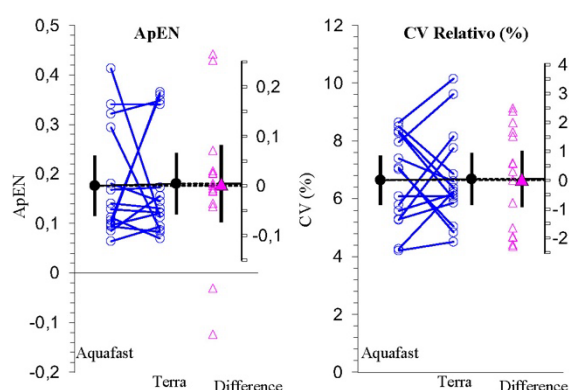 ApEN
0,5
0,4
0,3
0,2
0,1
0
-0,1
-0,2
ApEN
0,2
0,1
0
-0,1
Aquafast
Terra
Difference
CV Relativo (%)
12
10
8
6
4
2
0
CV (%)
4
3
2
1
0
-1
-2
Aquafast
Terra
Difference